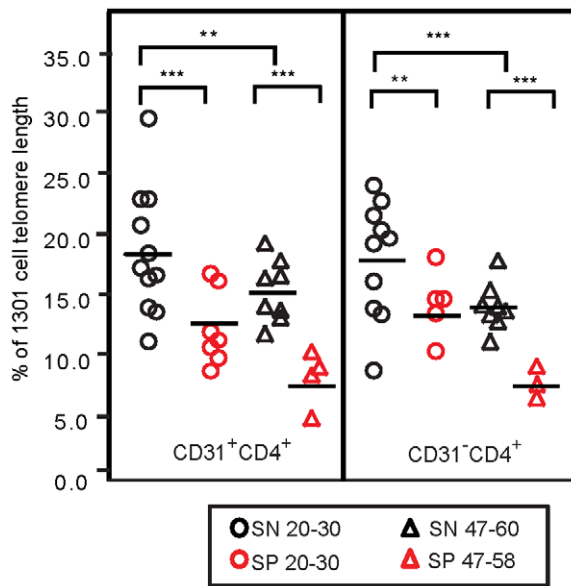 % of 1301 cell telomere length
35.0
30.0
25.0
20.0
15.0
10.0
5.0
0.0
**
***
***
CD31⁺CD4⁺
***
**
***
CD31⁻CD4⁺
SN 20-30
SN 47-60
SP 20-30
SP 47-58